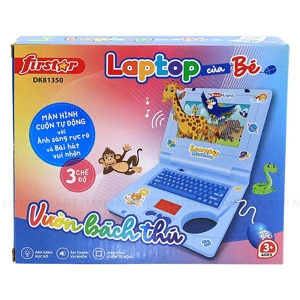 firstar
DK81350
Laptop của Bé
MÀN HÌNH
CUỘN TỰ ĐỘNG
với
Ánh sáng rực rỡ
và Bài hát
vui nhộn
3 CHẾ ĐỘ
Vườn bách thú
3+